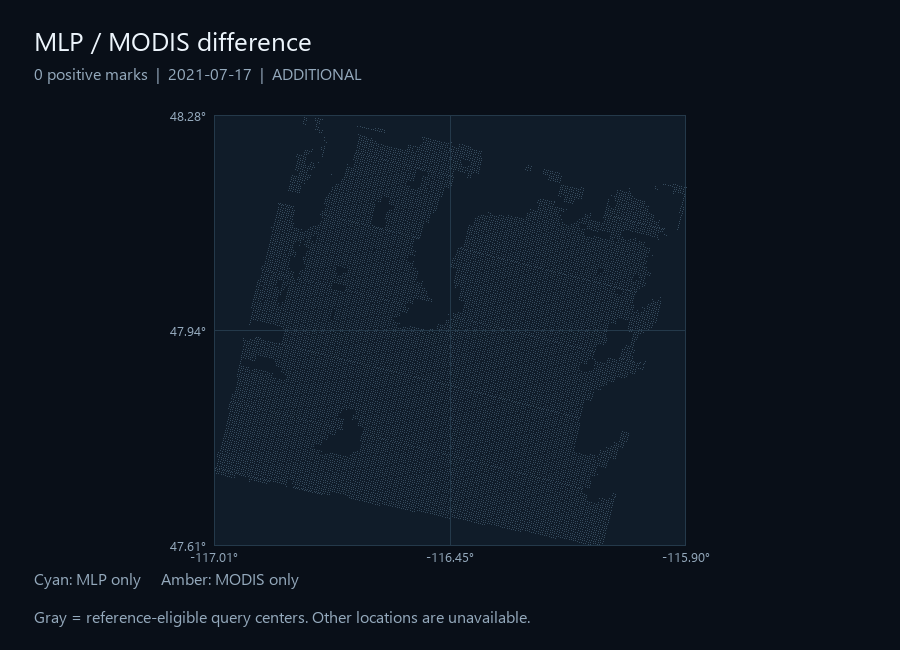 MLP / MODIS difference
0 positive marks | 2021-07-17 | ADDITIONAL
48.28°
47.94°
47.61°
-117.01° -116.45° -115.90°
Cyan: MLP only Amber: MODIS only
Gray = reference-eligible query centers. Other locations are unavailable.